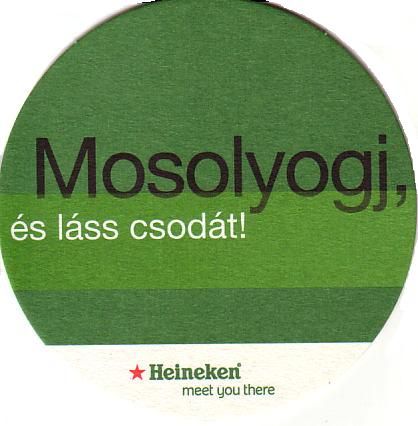 Mosolyogj,
és láss csodát!
Heineken
meet you there